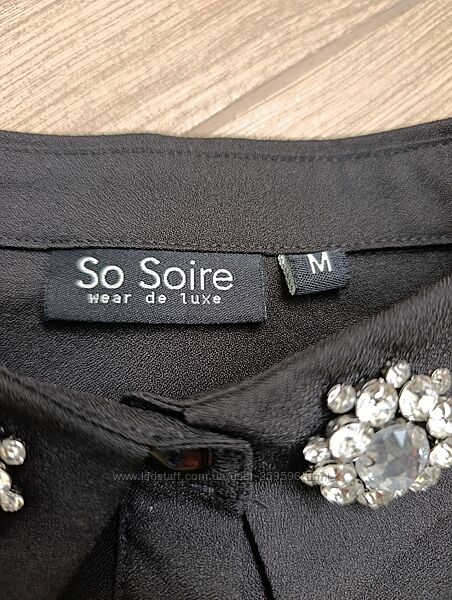 So Soire
wear de luxe
M